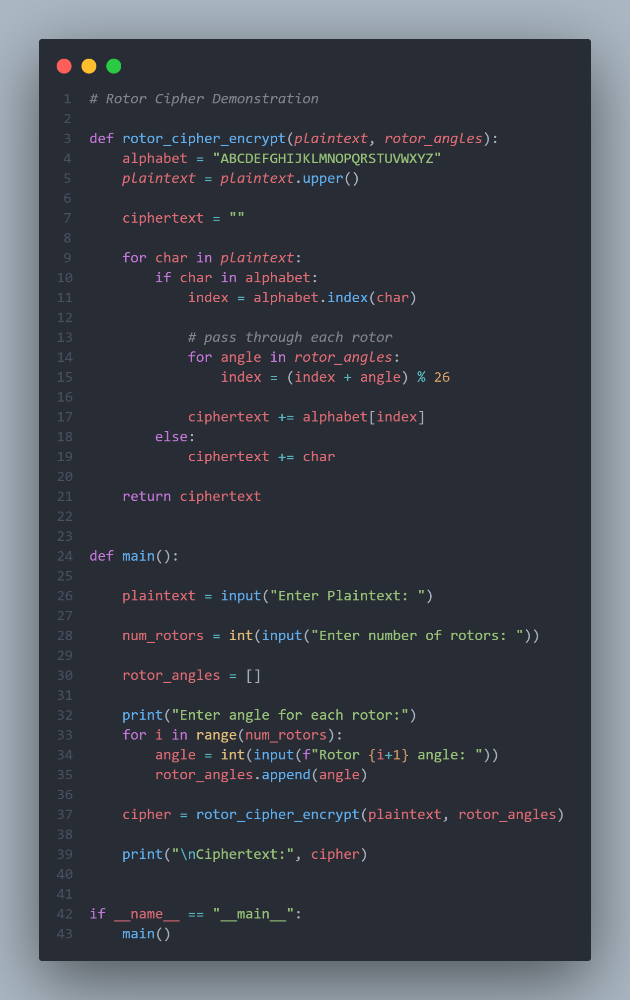 1 # Rotor Cipher Demonstration
2
3 def rotor_cipher_encrypt(plaintext, rotor_angles):
4     alphabet = "ABCDEFGHIJKLMNOPQRSTUVWXYZ"
5     plaintext = plaintext.upper()
6
7     ciphertext = ""
8
9     for char in plaintext:
10         if char in alphabet:
11             index = alphabet.index(char)
12
13             # pass through each rotor
14             for angle in rotor_angles:
15                 index = (index + angle) % 26
16
17             ciphertext += alphabet[index]
18         else:
19             ciphertext += char
20
21     return ciphertext
22
23
24 def main():
25
26     plaintext = input("Enter Plaintext: ")
27
28     num_rotors = int(input("Enter number of rotors: "))
29
30     rotor_angles = []
31
32     print("Enter angle for each rotor:")
33     for i in range(num_rotors):
34         angle = int(input(f"Rotor {i+1} angle: "))
35         rotor_angles.append(angle)
36
37     cipher = rotor_cipher_encrypt(plaintext, rotor_angles)
38
39     print("\nCiphertext:", cipher)
40
41
42 if __name__ == "__main__":
43     main()